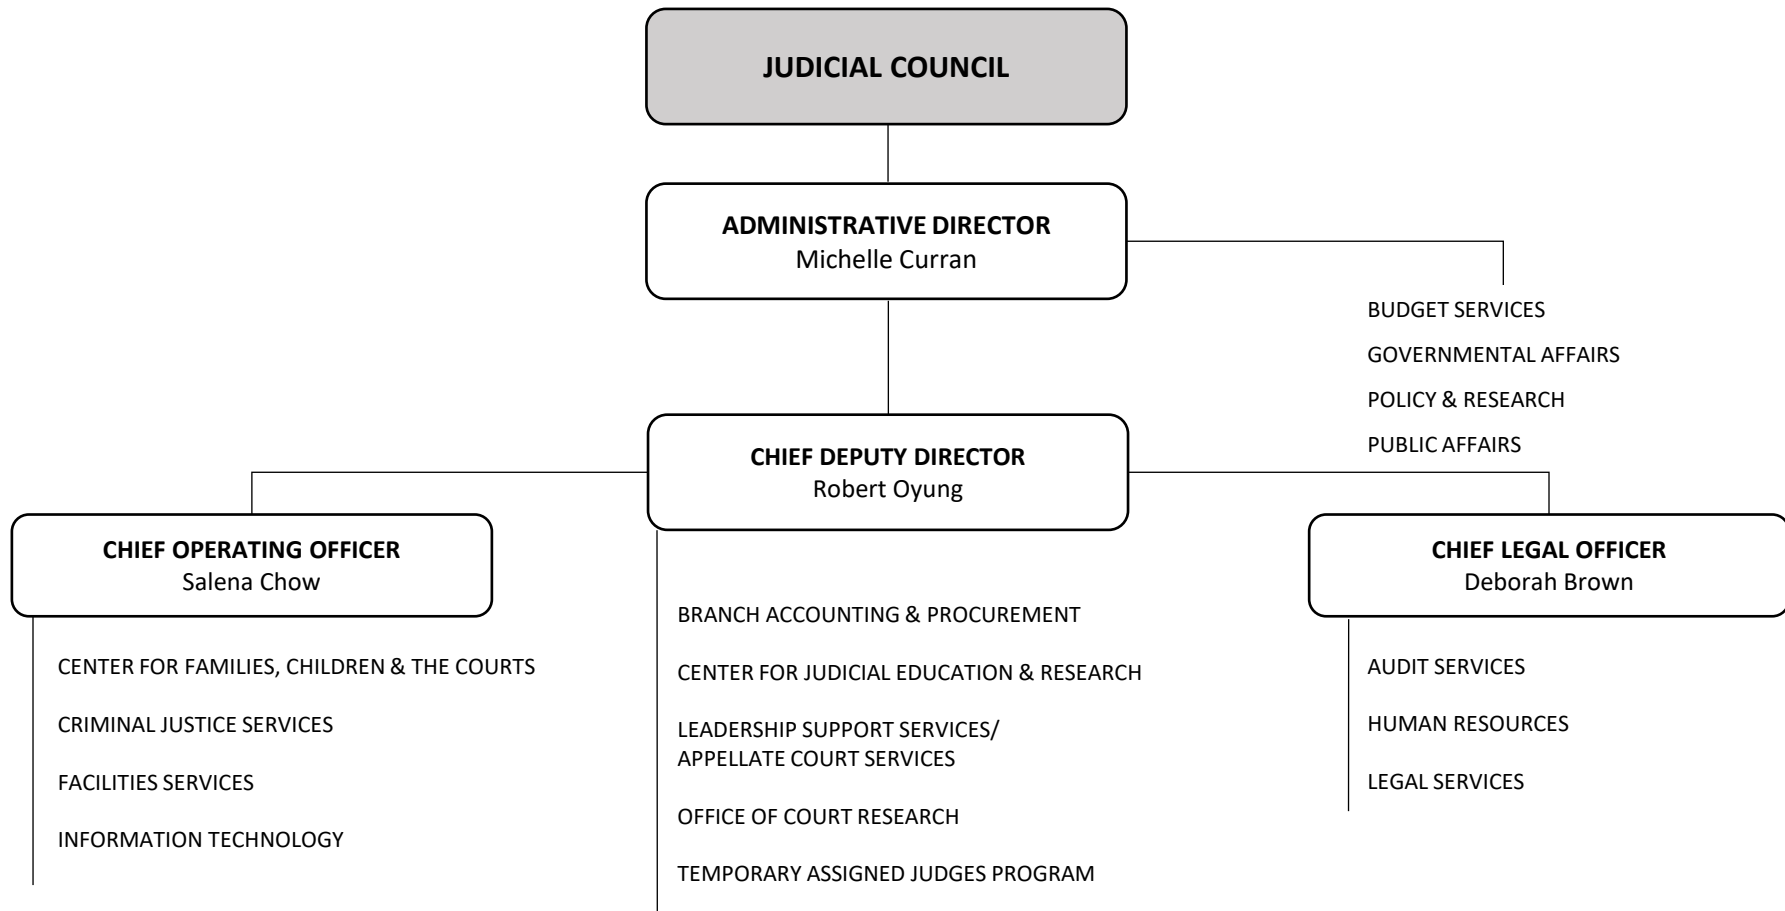 JUDICIAL COUNCIL
ADMINISTRATIVE DIRECTOR
Michelle Curran
BUDGET SERVICES
GOVERNMENTAL AFFAIRS
POLICY & RESEARCH
PUBLIC AFFAIRS
CHIEF DEPUTY DIRECTOR
Robert Oyung
CHIEF OPERATING OFFICER
Salena Chow
CENTER FOR FAMILIES, CHILDREN & THE COURTS
CRIMINAL JUSTICE SERVICES
FACILITIES SERVICES
INFORMATION TECHNOLOGY
BRANCH ACCOUNTING & PROCUREMENT
CENTER FOR JUDICIAL EDUCATION & RESEARCH
LEADERSHIP SUPPORT SERVICES/
APPELLATE COURT SERVICES
OFFICE OF COURT RESEARCH
TEMPORARY ASSIGNED JUDGES PROGRAM
CHIEF LEGAL OFFICER
Deborah Brown
AUDIT SERVICES
HUMAN RESOURCES
LEGAL SERVICES